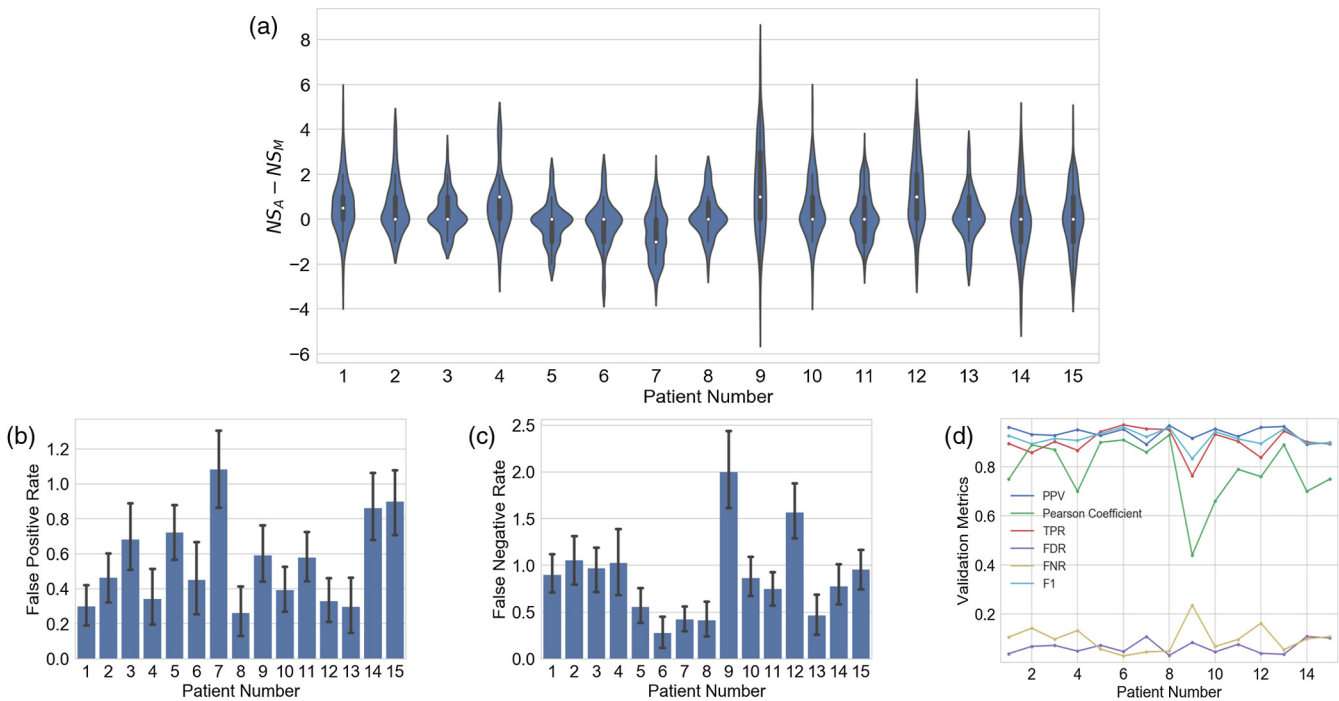 (a)
8
6
4
2
0
−2
−4
−6
NS_A − NS_M
1 2 3 4 5 6 7 8 9 10 11 12 13 14 15
Patient Number
(b)
1.2
1.0
0.8
0.6
0.4
0.2
0.0
False Positive Rate
1 2 3 4 5 6 7 8 9 10 11 12 13 14 15
Patient Number
(c)
2.5
2.0
1.5
1.0
0.5
0.0
False Negative Rate
1 2 3 4 5 6 7 8 9 10 11 12 13 14 15
Patient Number
(d)
0.8
0.6
0.4
0.2
Validation Metrics
PPV
Pearson Coefficient
TPR
FDR
FNR
F1
2 4 6 8 10 12 14
Patient Number